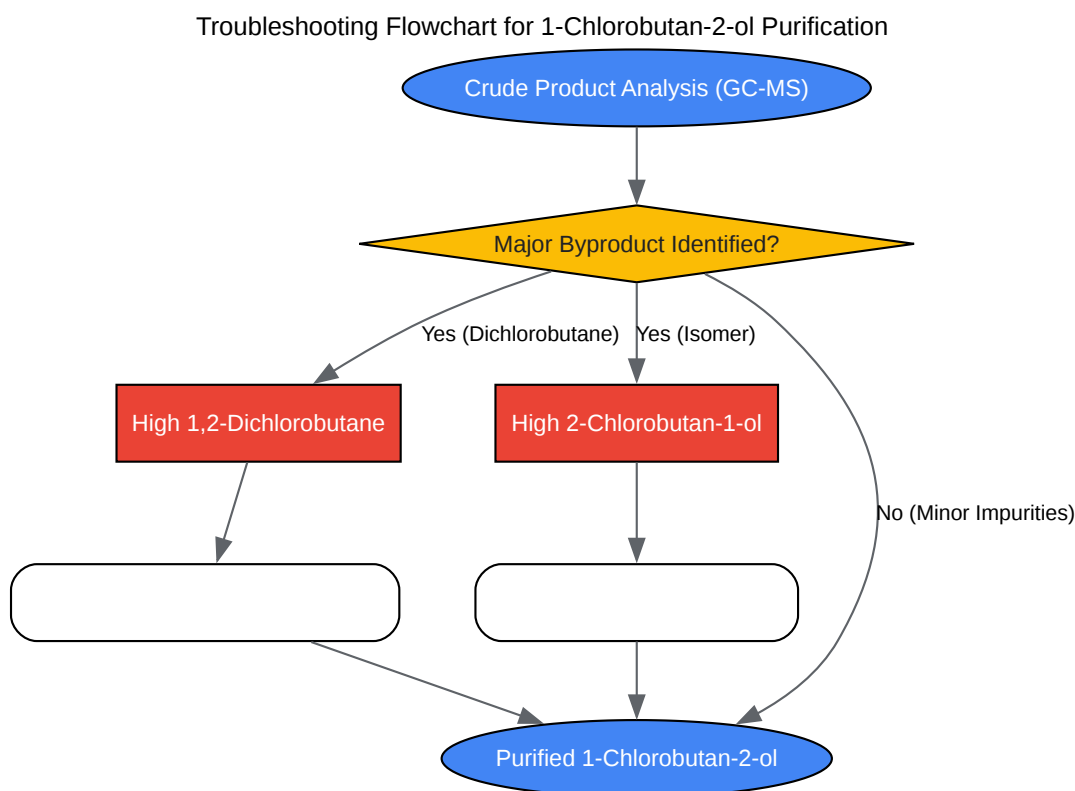 Troubleshooting Flowchart for 1-Chlorobutan-2-ol Purification
Crude Product Analysis (GC-MS)
Major Byproduct Identified?
Yes (Dichlorobutane)
Yes (Isomer)
High 1,2-Dichlorobutane
High 2-Chlorobutan-1-ol
No (Minor Impurities)
Purified 1-Chlorobutan-2-ol